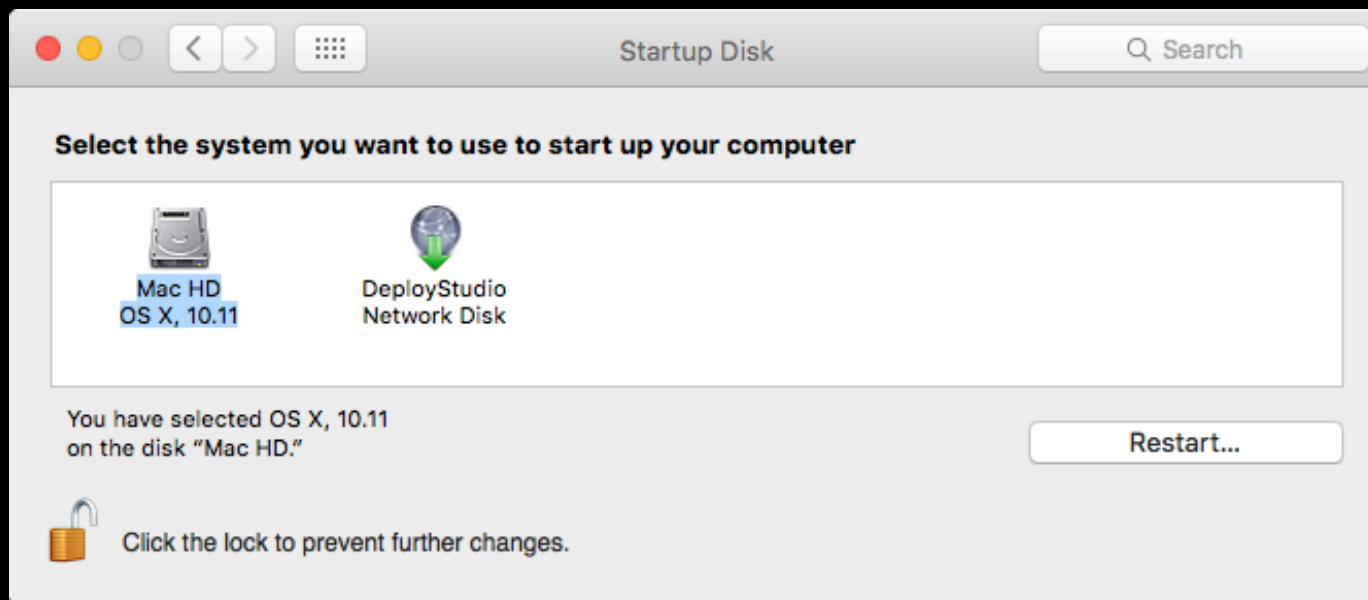 Startup Disk
Search
Select the system you want to use to start up your computer
Mac HD
OS X, 10.11
DeployStudio
Network Disk
You have selected OS X, 10.11
on the disk “Mac HD.”
Restart...
Click the lock to prevent further changes.